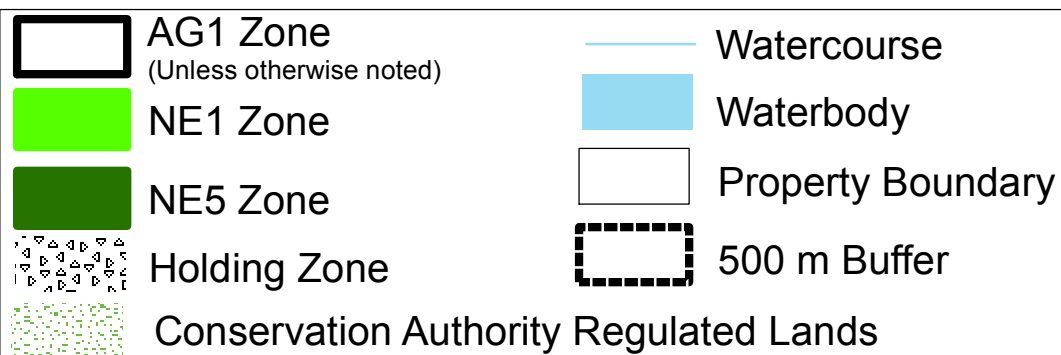 AG1 Zone
(Unless otherwise noted)
NE1 Zone
NE5 Zone
Holding Zone
Watercourse
Waterbody
Property Boundary
500 m Buffer
Conservation Authority Regulated Lands